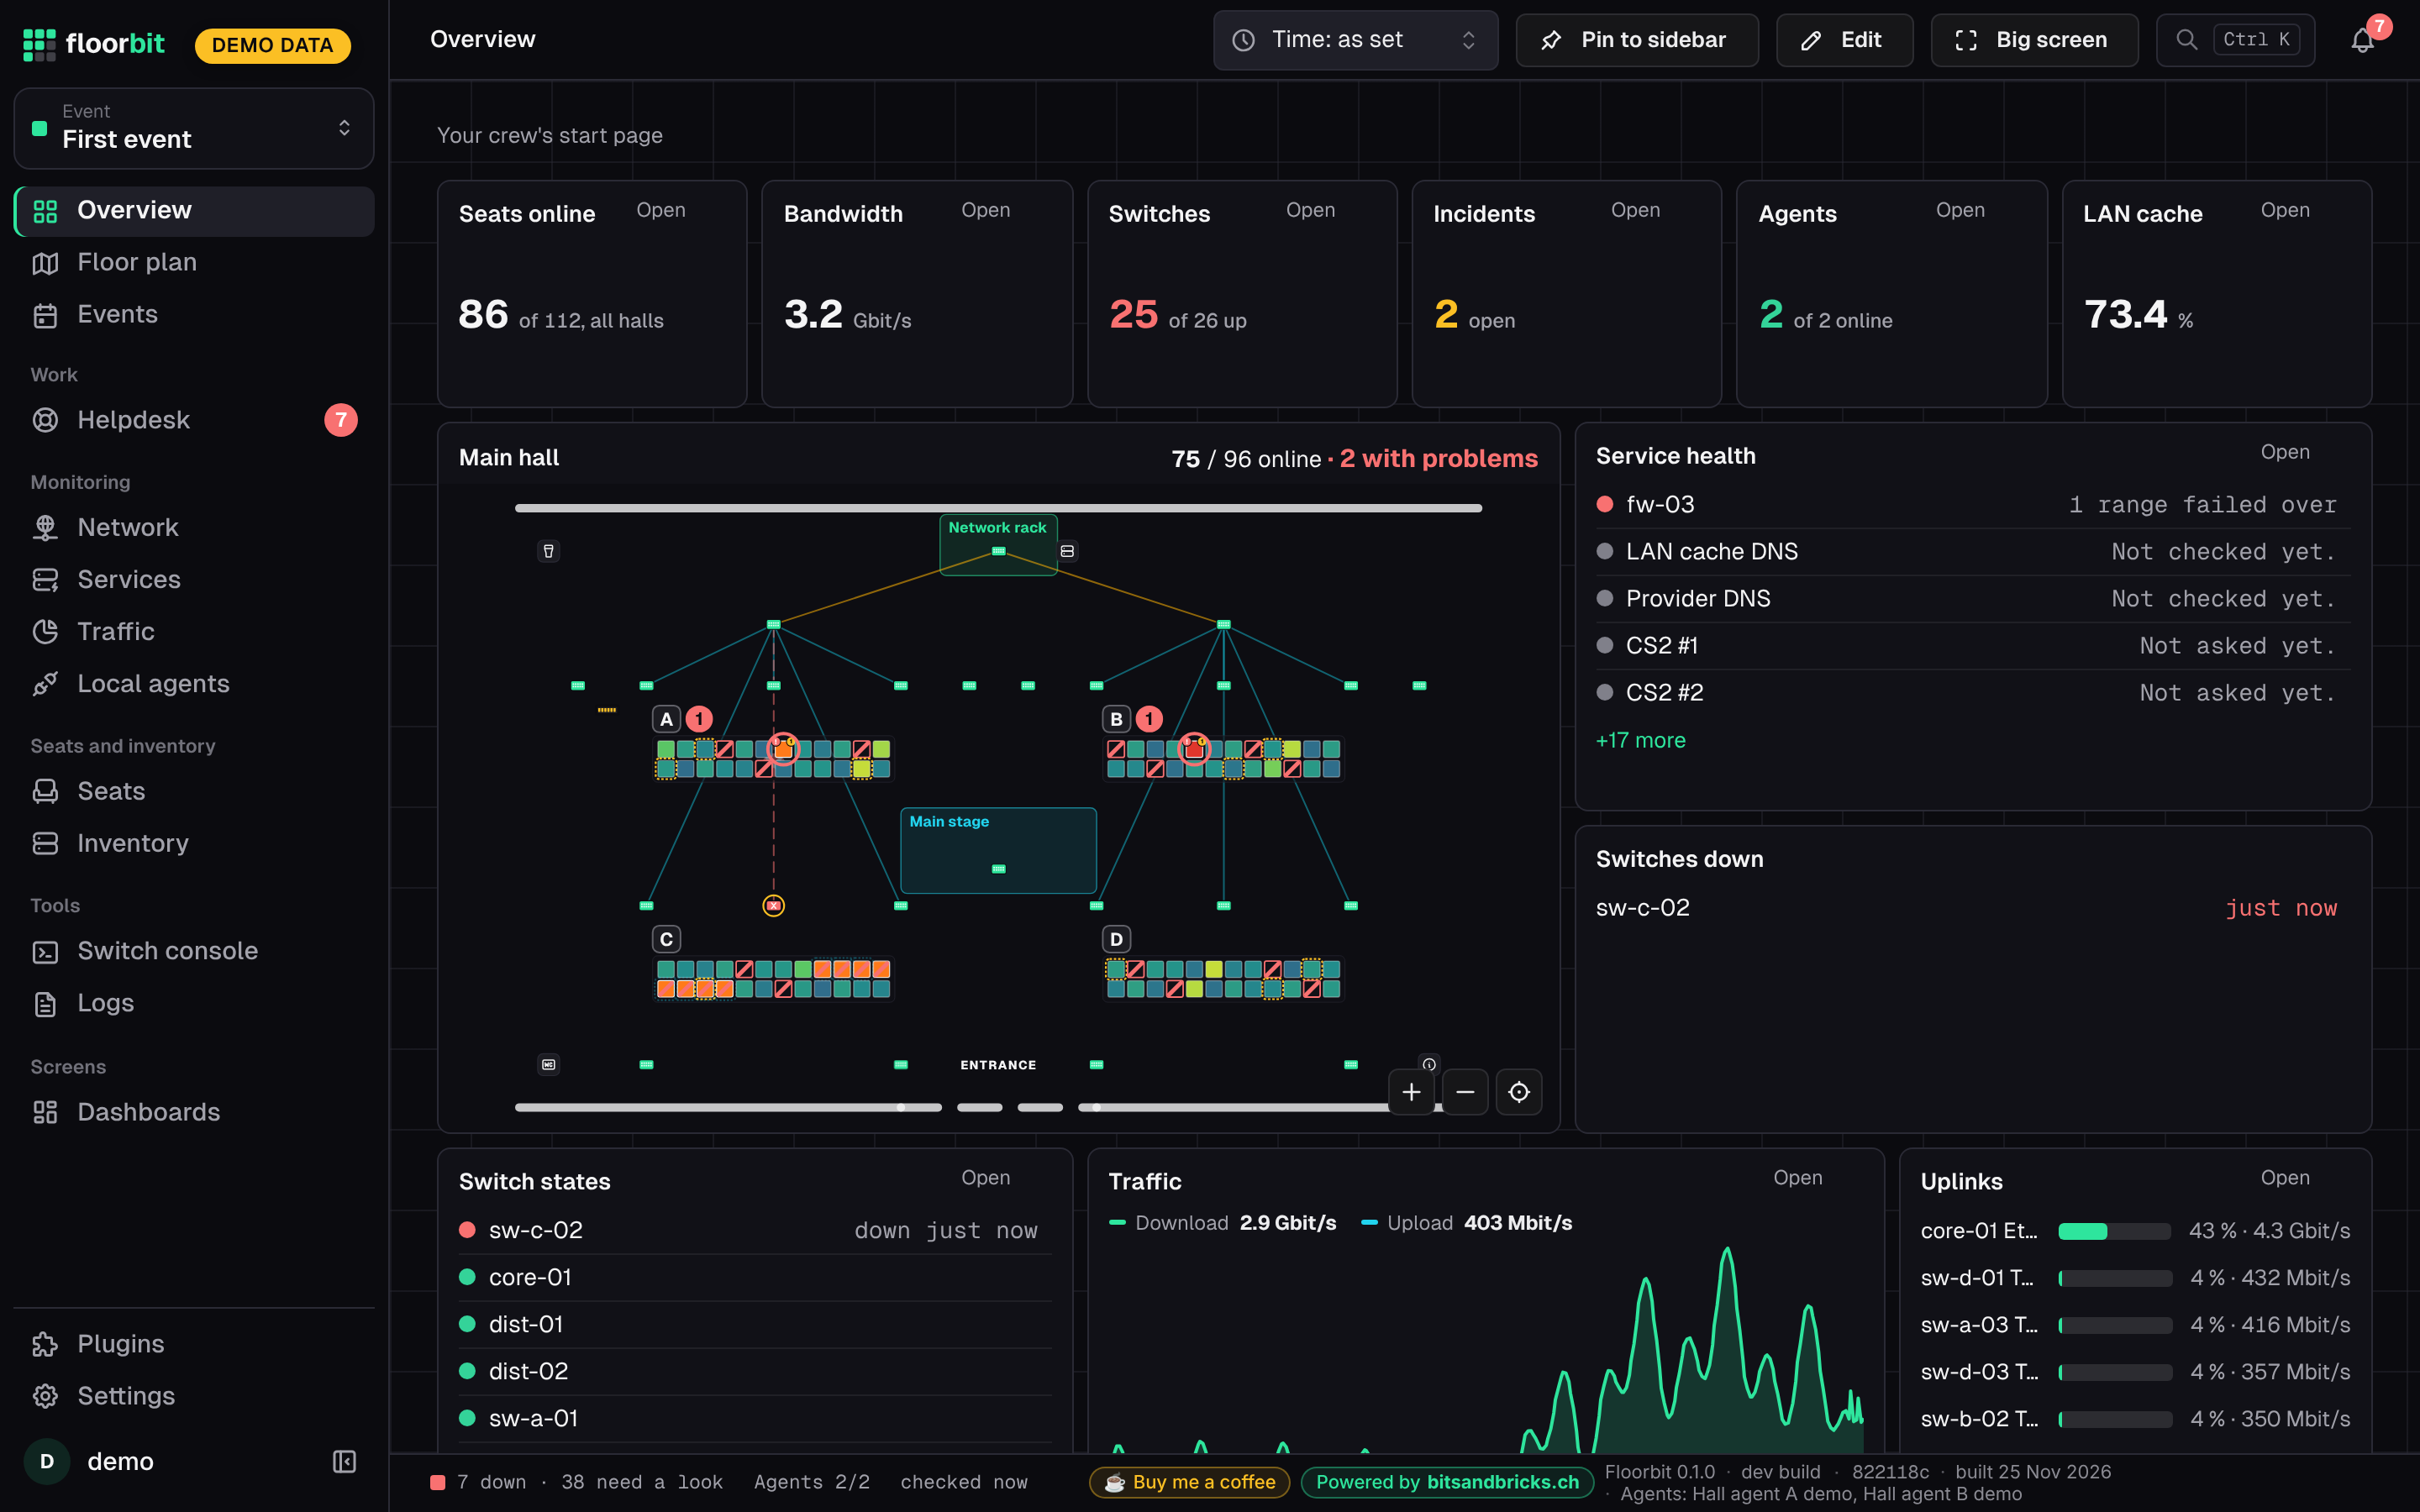 floorbit DEMO DATA
Event
First event
Overview
Floor plan
Events
Work
Helpdesk 7
Monitoring
Network
Services
Traffic
Local agents
Seats and inventory
Seats
Inventory
Tools
Switch console
Logs
Screens
Dashboards
Plugins
Settings
D demo
Overview
Time: as set
Pin to sidebar
Edit
Big screen
Ctrl K
7
Your crew's start page
Seats online Open
86 of 112, all halls
Bandwidth Open
3.2 Gbit/s
Switches Open
25 of 26 up
Incidents Open
2 open
Agents Open
2 of 2 online
LAN cache Open
73.4 %
Main hall 75 / 96 online · 2 with problems
Network rack
A 1
B 1
Main stage
C
D
WC
ENTRANCE
Service health Open
fw-03 1 range failed over
LAN cache DNS Not checked yet.
Provider DNS Not checked yet.
CS2 #1 Not asked yet.
CS2 #2 Not asked yet.
+17 more
Switches down
sw-c-02 just now
Switch states Open
sw-c-02 down just now
core-01
dist-01
dist-02
sw-a-01
Traffic Open
Download 2.9 Gbit/s Upload 403 Mbit/s
Uplinks Open
core-01 Et... 43 % · 4.3 Gbit/s
sw-d-01 T... 4 % · 432 Mbit/s
sw-a-03 T... 4 % · 416 Mbit/s
sw-d-03 T... 4 % · 357 Mbit/s
sw-b-02 T... 4 % · 350 Mbit/s
7 down · 38 need a look Agents 2/2 checked now
☕ Buy me a coffee
Powered by bitsandbricks.ch
Floorbit 0.1.0 · dev build · 822118c · built 25 Nov 2026
· Agents: Hall agent A demo, Hall agent B demo